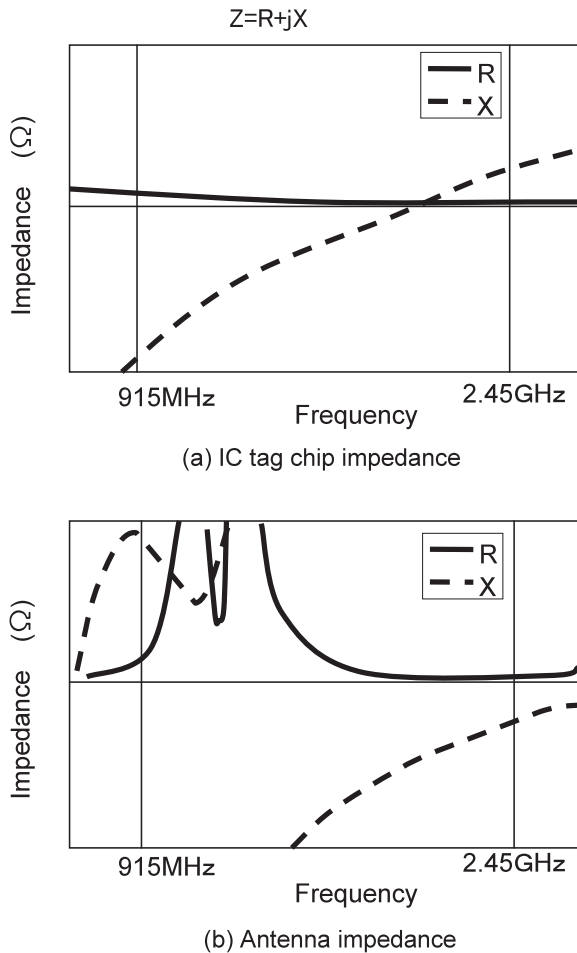 Z=R+jX
R
X
Impedance (Ω)
915MHz
2.45GHz
Frequency
(a) IC tag chip impedance
R
X
Impedance (Ω)
915MHz
2.45GHz
Frequency
(b) Antenna impedance